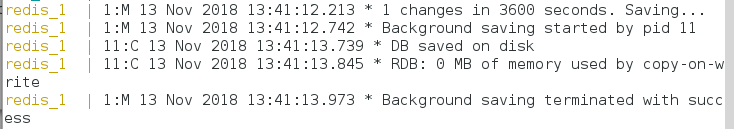 redis_1  | 1:M 13 Nov 2018 13:41:12.213 * 1 changes in 3600 seconds. Saving...
redis_1  | 1:M 13 Nov 2018 13:41:12.742 * Background saving started by pid 11
redis_1  | 11:C 13 Nov 2018 13:41:13.739 * DB saved on disk
redis_1  | 11:C 13 Nov 2018 13:41:13.845 * RDB: 0 MB of memory used by copy-on-w
rite
redis_1  | 1:M 13 Nov 2018 13:41:13.973 * Background saving terminated with succ
ess